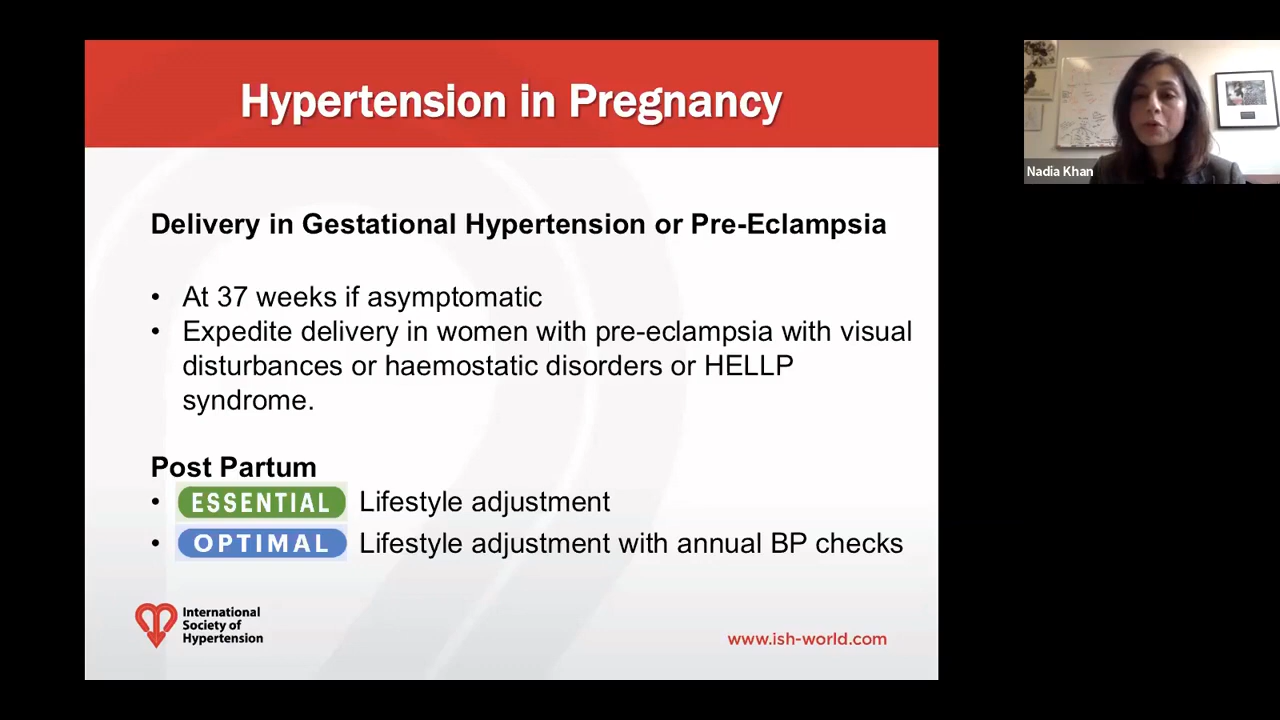 Hypertension in Pregnancy
Delivery in Gestational Hypertension or Pre-Eclampsia
• At 37 weeks if asymptomatic
• Expedite delivery in women with pre-eclampsia with visual
disturbances or haemostatic disorders or HELLP
syndrome.
Post Partum
• ESSENTIAL Lifestyle adjustment
• OPTIMAL Lifestyle adjustment with annual BP checks
International
Society of
Hypertension
www.ish-world.com
Nadia Khan